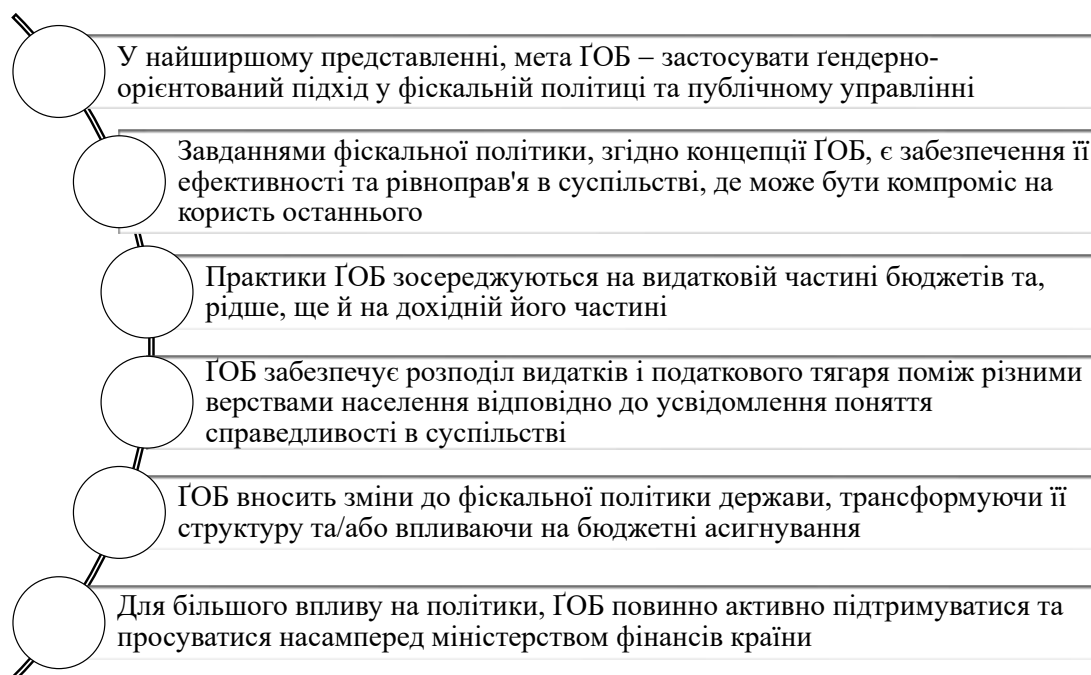 У найширшому представленні, мета ҐОБ – застосувати ґендерно-
орієнтований підхід у фіскальній політиці та публічному управлінні
Завданнями фіскальної політики, згідно концепції ҐОБ, є забезпечення її
ефективності та рівноправ'я в суспільстві, де може бути компроміс на
користь останнього
Практики ҐОБ зосереджуються на видатковій частині бюджетів та,
рідше, ще й на дохідній його частині
ҐОБ забезпечує розподіл видатків і податкового тягаря поміж різними
верствами населення відповідно до усвідомлення поняття
справедливості в суспільстві
ҐОБ вносить зміни до фіскальної політики держави, трансформуючи її
структуру та/або впливаючи на бюджетні асигнування
Для більшого впливу на політики, ҐОБ повинно активно підтримуватися та
просуватися насамперед міністерством фінансів країни